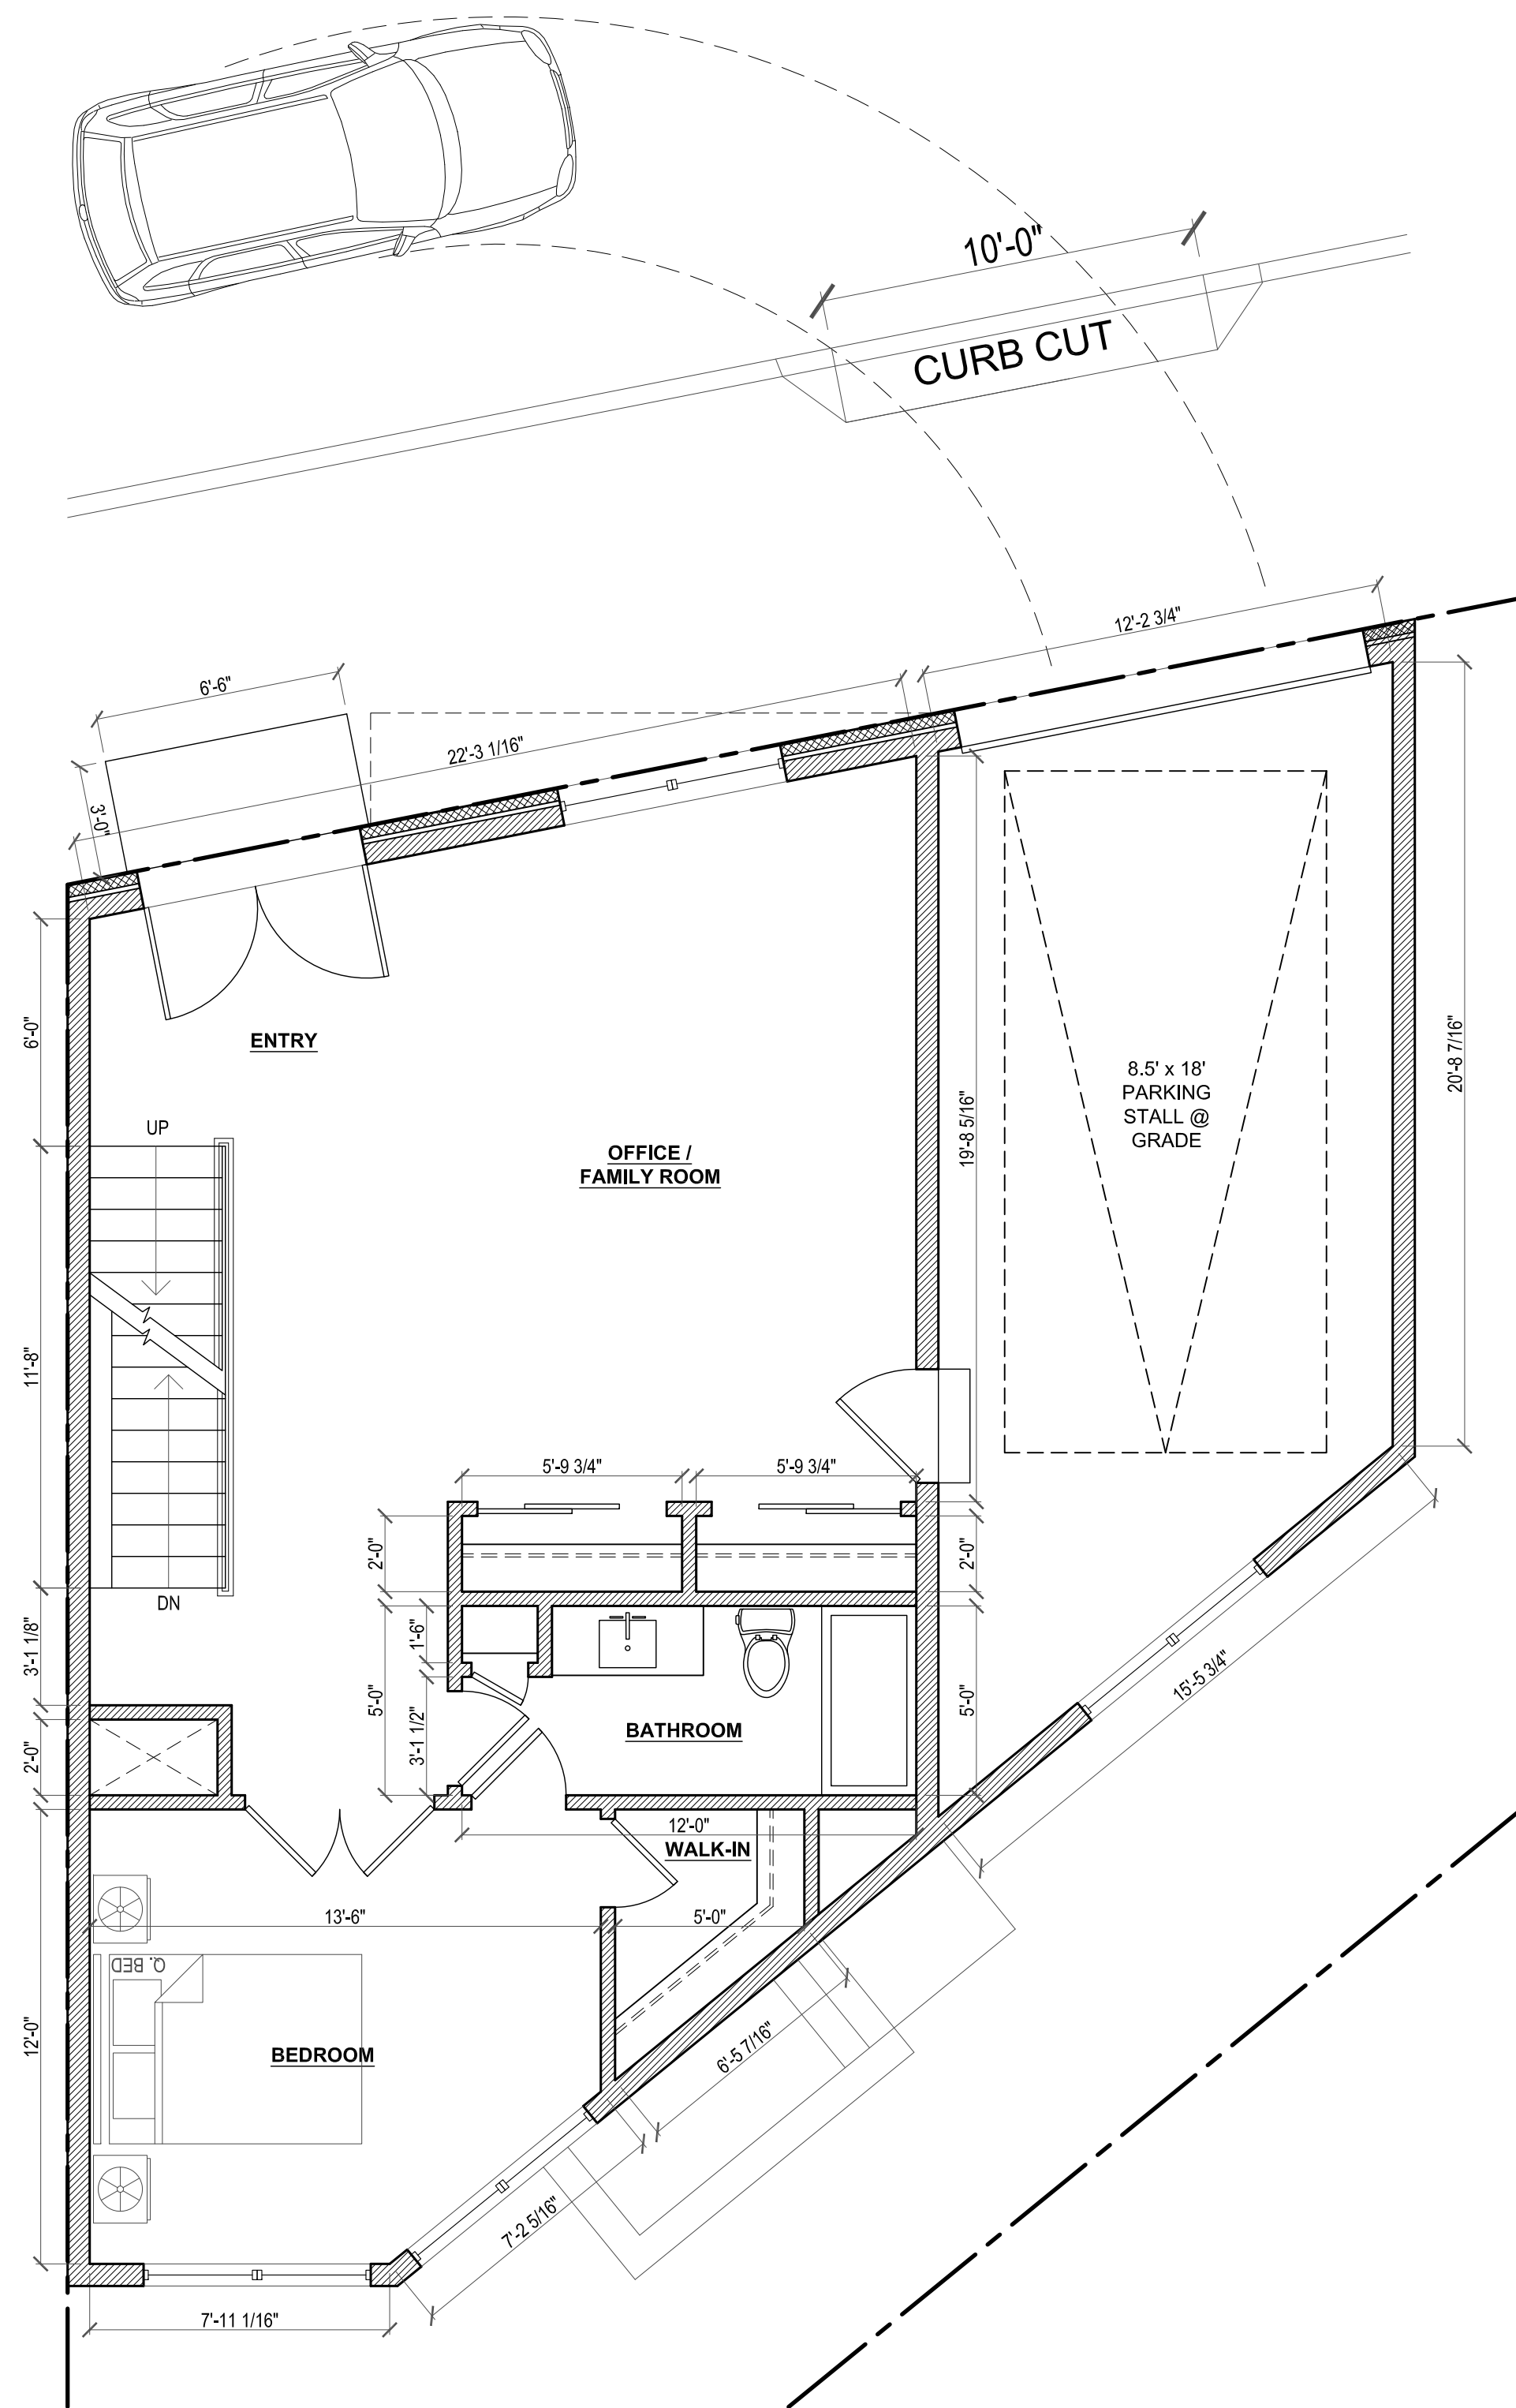 10'-0"
CURB CUT
12'-2 3/4"
6'-6"
22'-3 1/16"
3'-0"
6'-0"
ENTRY
8.5' x 18'
PARKING
STALL @
GRADE
20'-8 7/16"
19'-8 5/16"
UP
OFFICE /
FAMILY ROOM
11'-8"
5'-9 3/4"
5'-9 3/4"
2'-0"
2'-0"
DN
3'-1 1/8"
1'-6"
5'-0"
3'-1 1/2"
5'-0"
15'-5 3/4"
BATHROOM
2'-0"
12'-0"
WALK-IN
13'-6"
5'-0"
Q. BED
12'-0"
BEDROOM
6'-5 7/16"
7'-2 5/16"
7'-11 1/16"